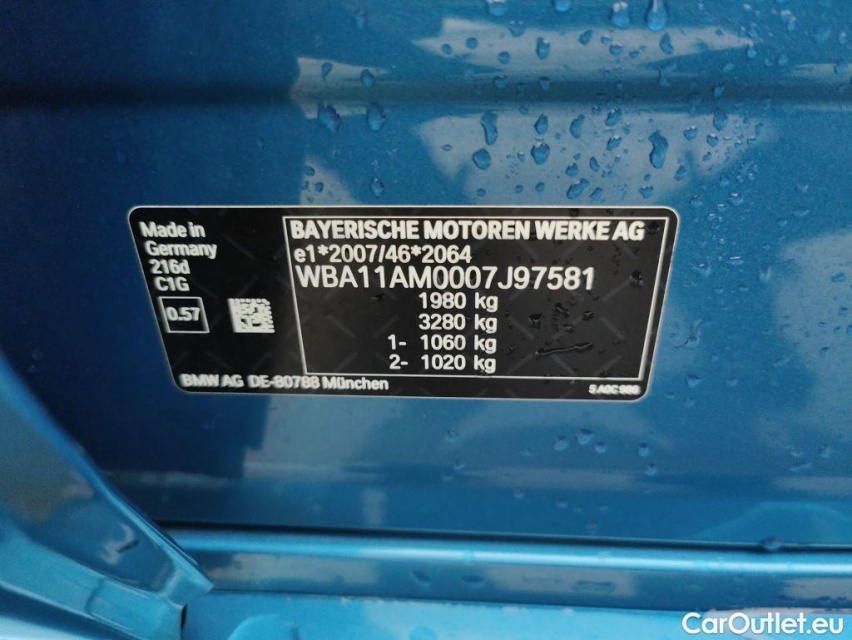 Made in
Germany
216d
C1G
0.57
BAYERISCHE MOTOREN WERKE AG
e1*2007/46*2064
WBA11AM0007J97581
1980 kg
3280 kg
1- 1060 kg
2- 1020 kg
BMW AG DE-80788 München
CarOutlet.eu